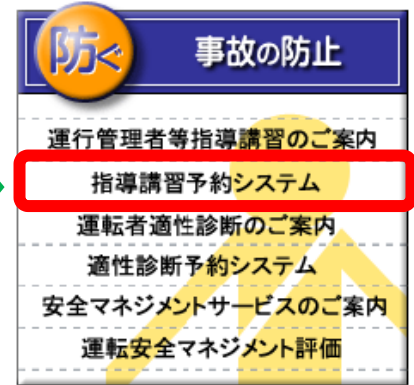 防ぐ 事故の防止
運行管理者等指導講習のご案内
指導講習予約システム
運転者適性診断のご案内
適性診断予約システム
安全マネジメントサービスのご案内
運転安全マネジメント評価